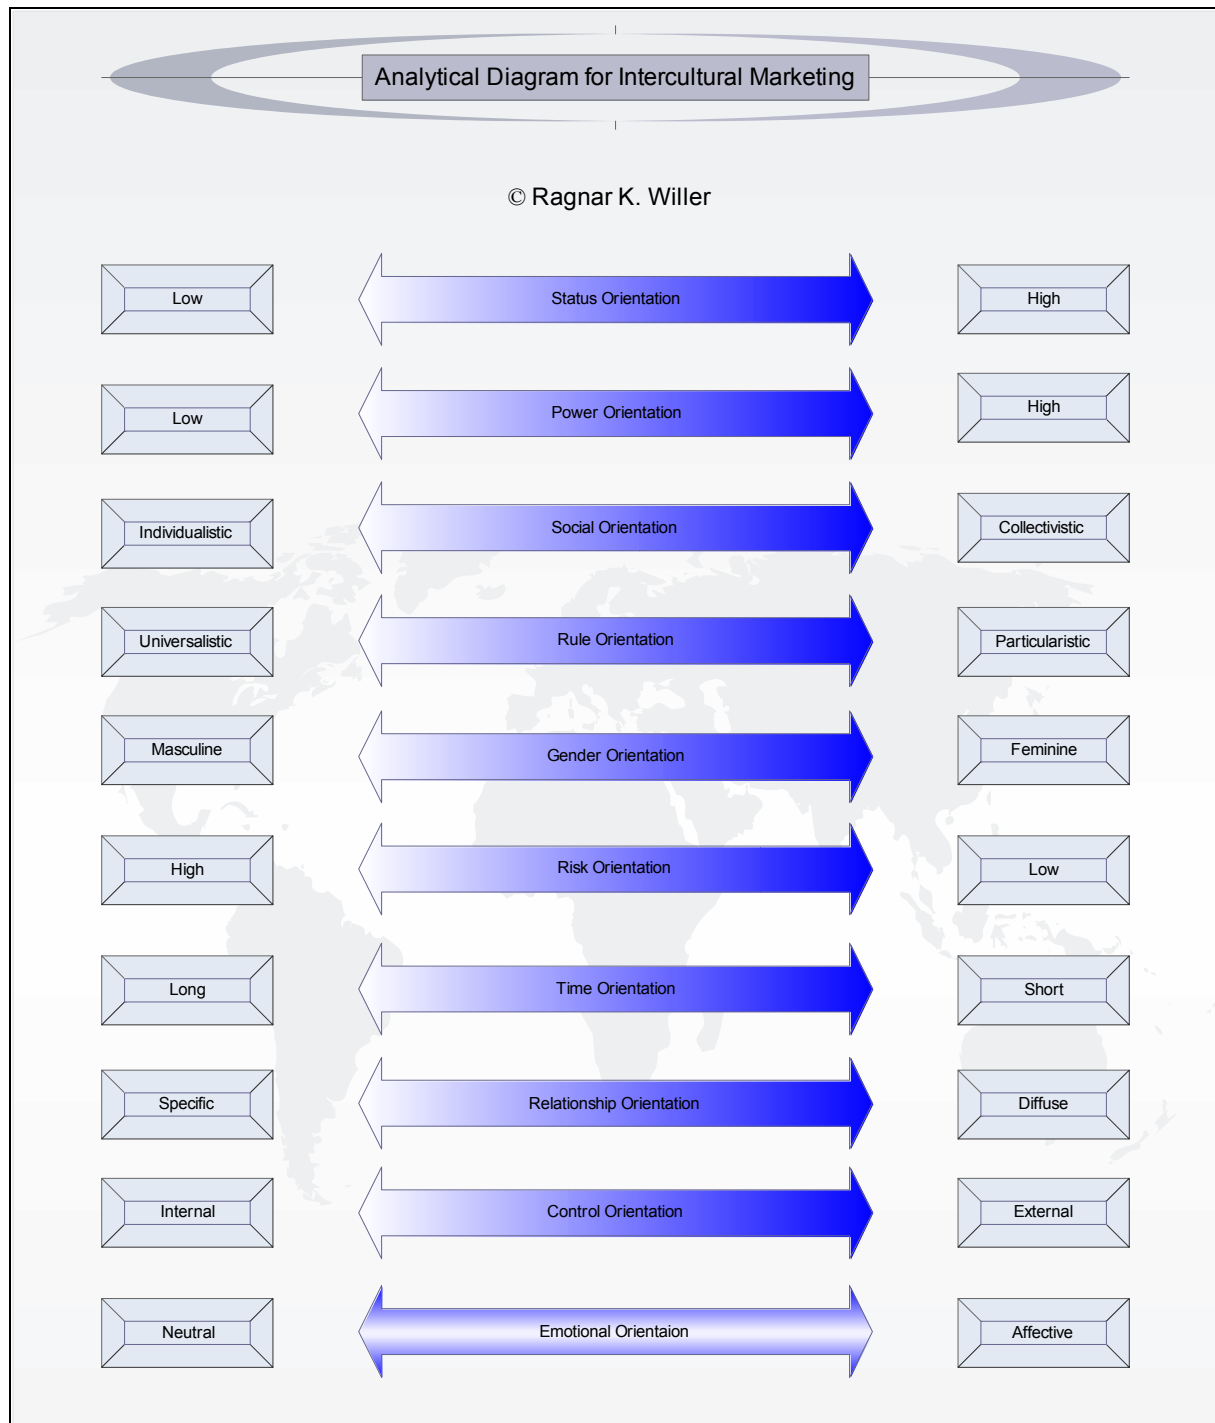 Analytical Diagram for Intercultural Marketing
© Ragnar K. Willer
Low
Status Orientation
High
Low
Power Orientation
High
Individualistic
Social Orientation
Collectivistic
Universalistic
Rule Orientation
Particularistic
Masculine
Gender Orientation
Feminine
High
Risk Orientation
Low
Long
Time Orientation
Short
Specific
Relationship Orientation
Diffuse
Internal
Control Orientation
External
Neutral
Emotional Orientaion
Affective